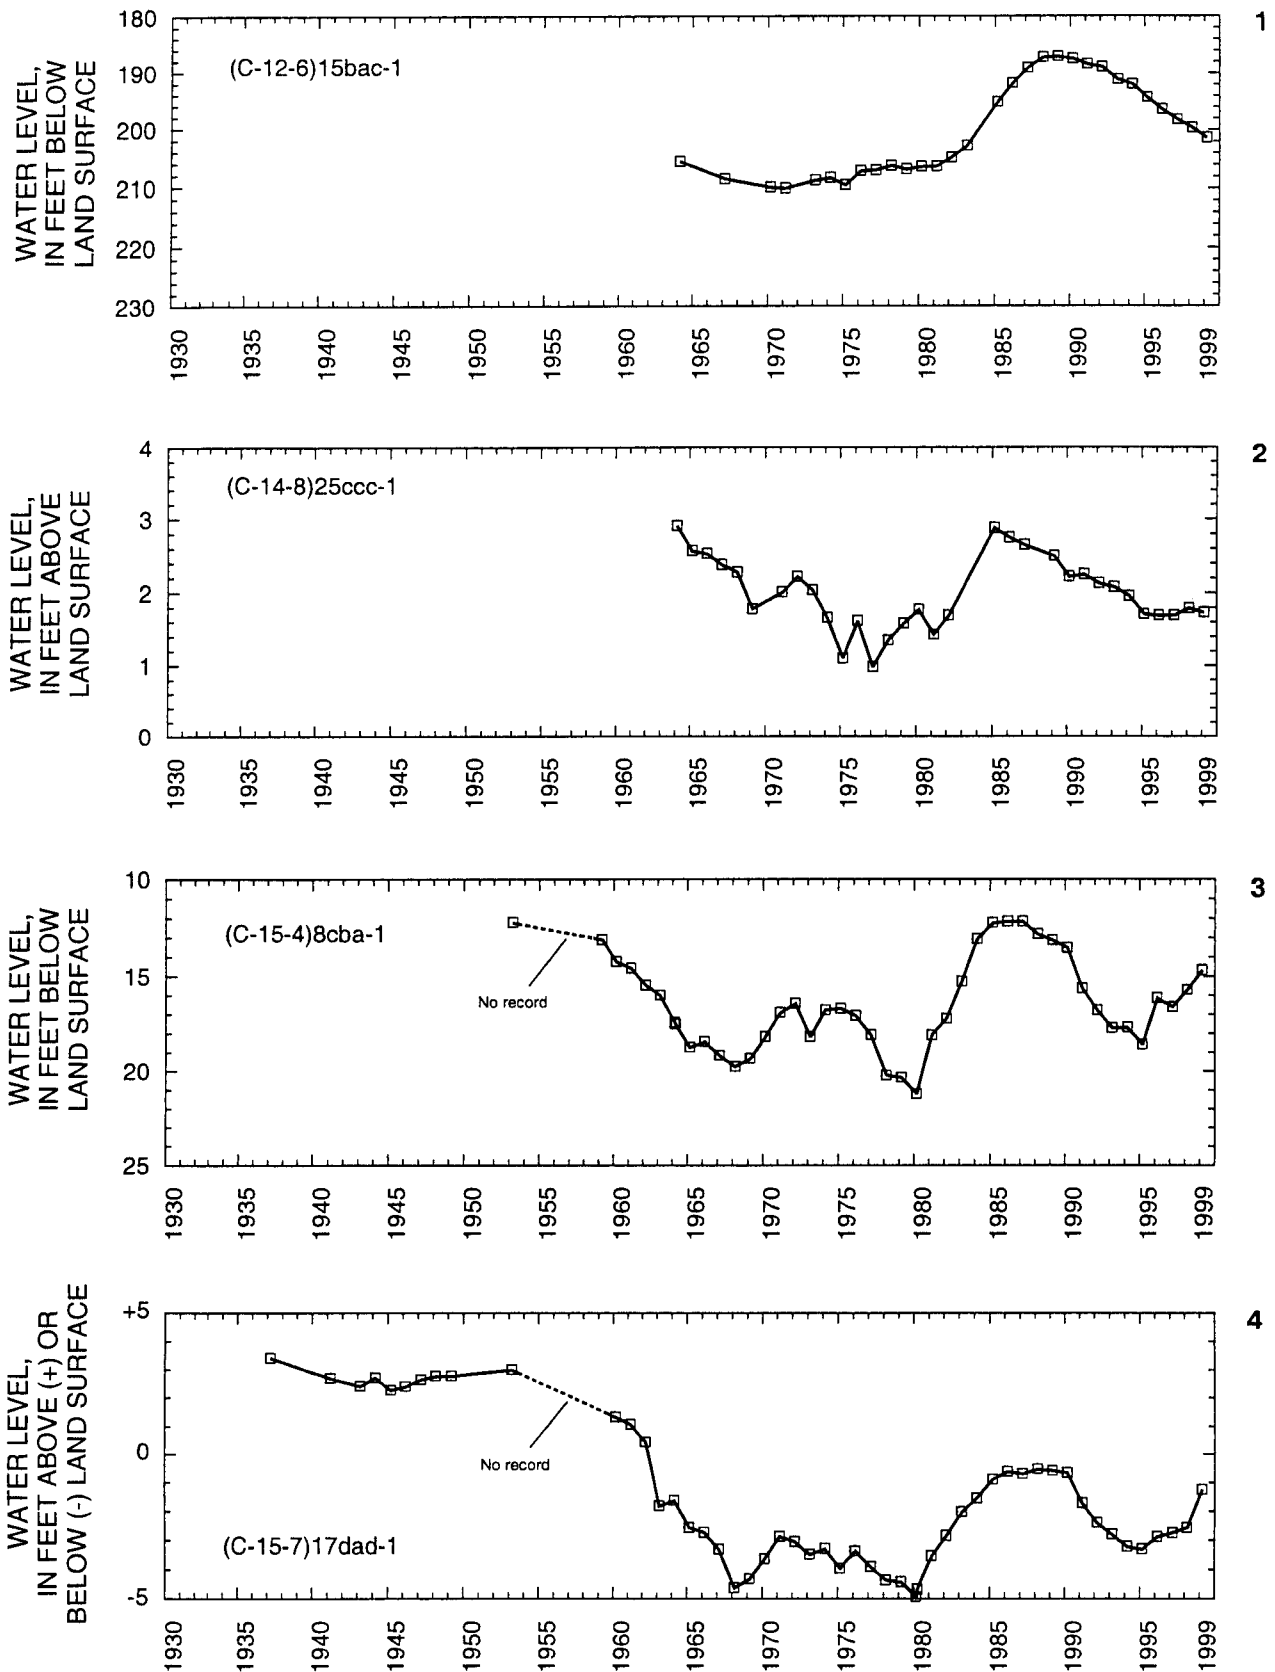 1
WATER LEVEL,
IN FEET BELOW
LAND SURFACE
180
190
200
210
220
230
(C-12-6)15bac-1
1930 1935 1940 1945 1950 1955 1960 1965 1970 1975 1980 1985 1990 1995 1999
2
WATER LEVEL,
IN FEET ABOVE
LAND SURFACE
4
3
2
1
0
(C-14-8)25ccc-1
1930 1935 1940 1945 1950 1955 1960 1965 1970 1975 1980 1985 1990 1995 1999
3
WATER LEVEL,
IN FEET BELOW
LAND SURFACE
10
15
20
25
(C-15-4)8cba-1
No record
1930 1935 1940 1945 1950 1955 1960 1965 1970 1975 1980 1985 1990 1995 1999
4
WATER LEVEL,
IN FEET ABOVE (+) OR
BELOW (-) LAND SURFACE
+5
0
-5
No record
(C-15-7)17dad-1
1930 1935 1940 1945 1950 1955 1960 1965 1970 1975 1980 1985 1990 1995 1999